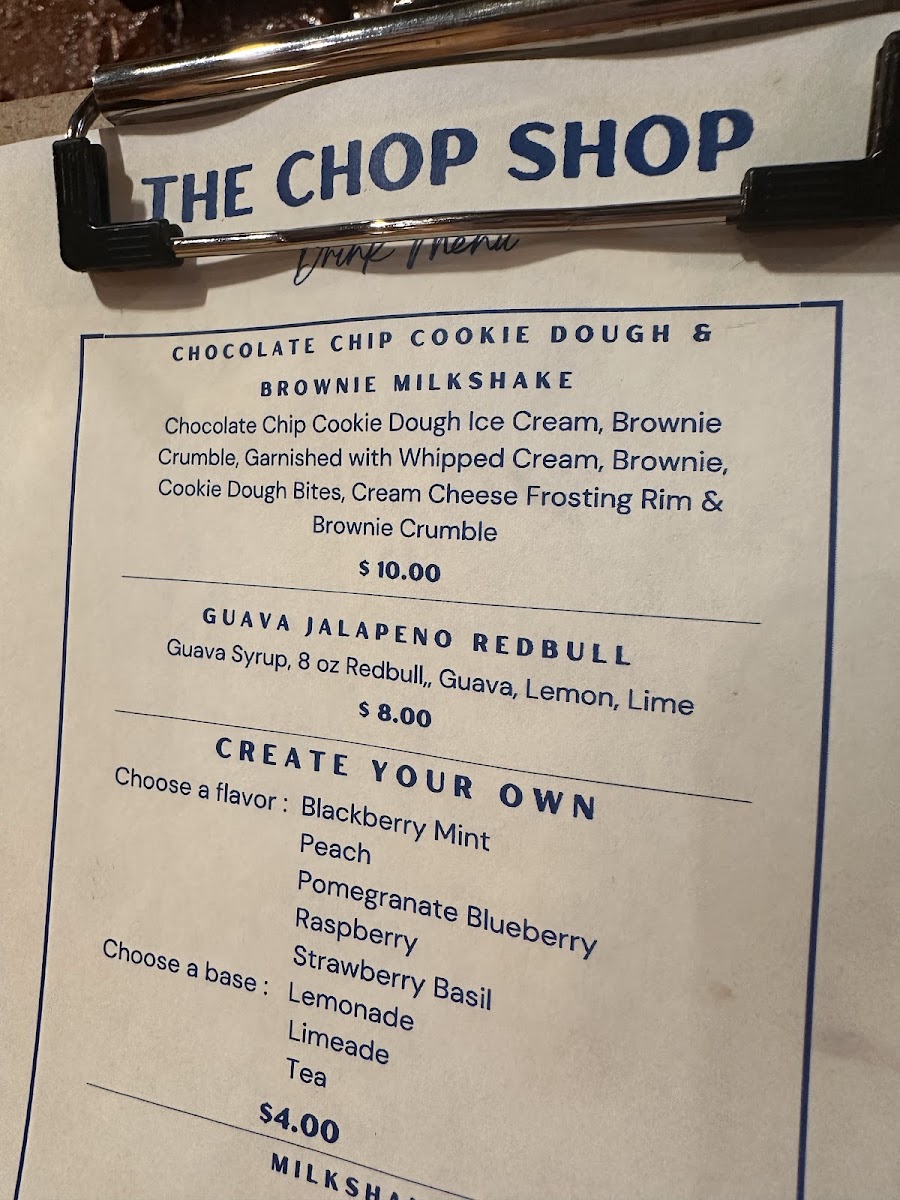 THE CHOP SHOP
Drink Menu
CHOCOLATE CHIP COOKIE DOUGH &
BROWNIE MILKSHAKE
Chocolate Chip Cookie Dough Ice Cream, Brownie
Crumble, Garnished with Whipped Cream, Brownie,
Cookie Dough Bites, Cream Cheese Frosting Rim &
Brownie Crumble
$ 10.00
GUAVA JALAPENO REDBULL
Guava Syrup, 8 oz Redbull,, Guava, Lemon, Lime
$ 8.00
CREATE YOUR OWN
Choose a flavor : Blackberry Mint
Peach
Pomegranate Blueberry
Raspberry
Strawberry Basil
Choose a base : Lemonade
Limeade
Tea
$4.00